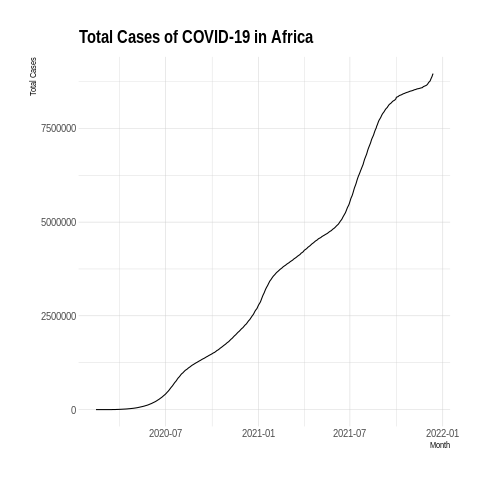 Total Cases of COVID-19 in Africa
Total Cases
7500000
5000000
2500000
0
2020-07 2021-01 2021-07 2022-01
Month